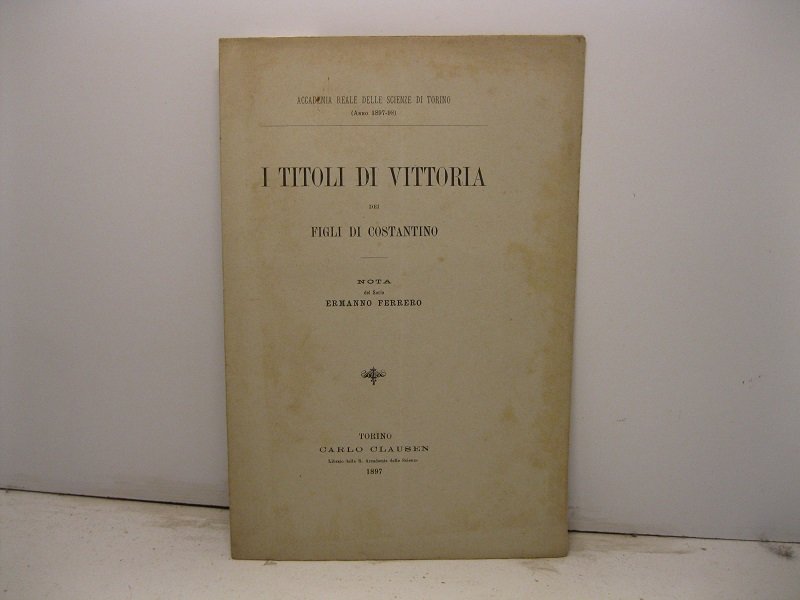 ACCADEMIA REALE DELLE SCIENZE DI TORINO
(Anno 1897-98)
I TITOLI DI VITTORIA
DEI
FIGLI DI COSTANTINO
NOTA
del Socio
ERMANNO FERRERO
TORINO
CARLO CLAUSEN
Libraio della R. Accademia delle Scienze
1897